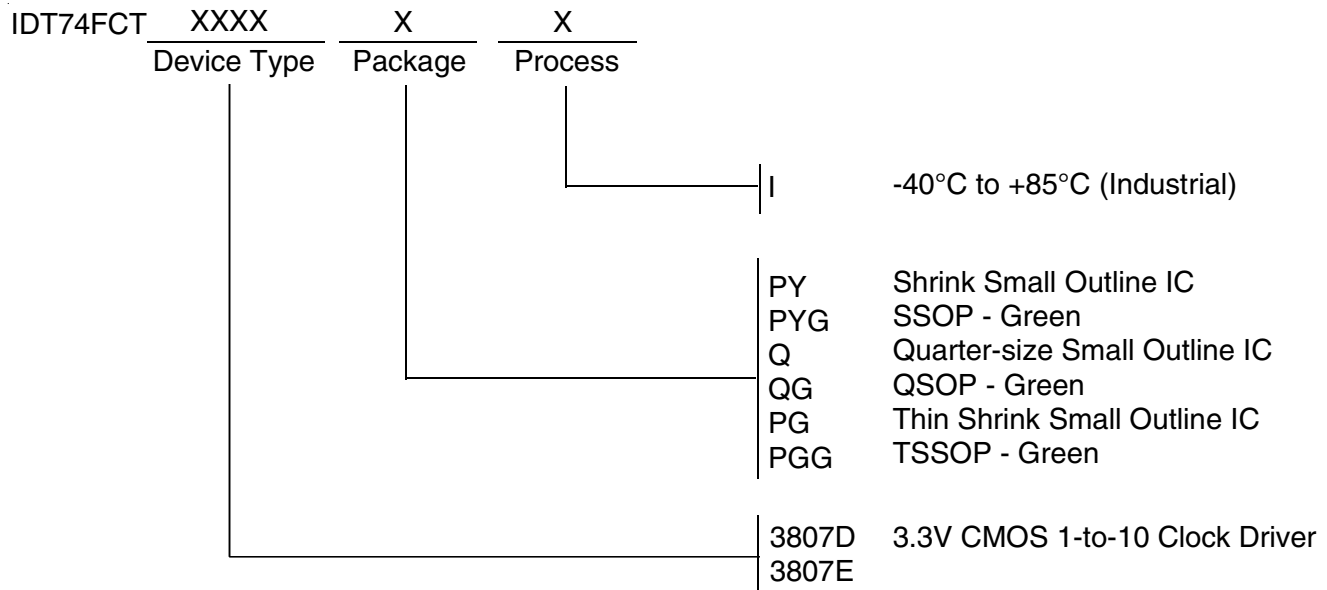 IDT74FCT XXXX X X
Device Type Package Process
I -40°C to +85°C (Industrial)
PY Shrink Small Outline IC
PYG SSOP - Green
Q Quarter-size Small Outline IC
QG QSOP - Green
PG Thin Shrink Small Outline IC
PGG TSSOP - Green
3807D 3.3V CMOS 1-to-10 Clock Driver
3807E